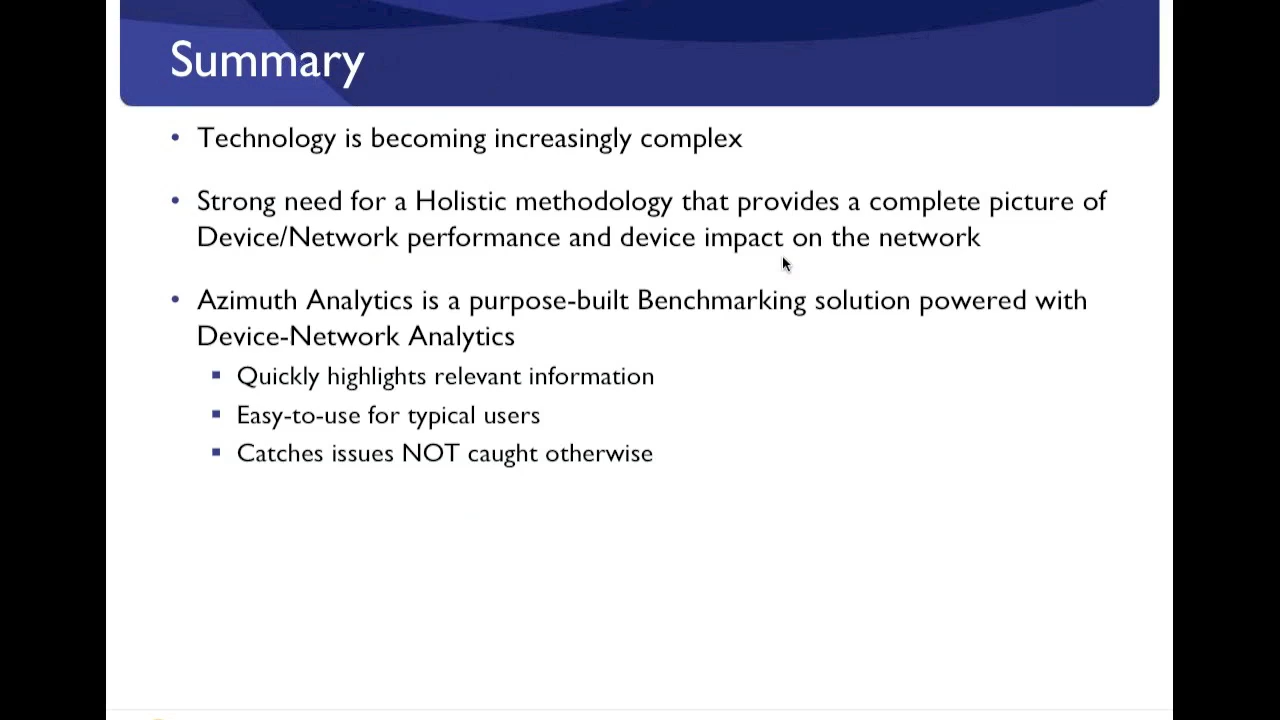 Summary
• Technology is becoming increasingly complex
• Strong need for a Holistic methodology that provides a complete picture of
Device/Network performance and device impact on the network
• Azimuth Analytics is a purpose-built Benchmarking solution powered with
Device-Network Analytics
▪ Quickly highlights relevant information
▪ Easy-to-use for typical users
▪ Catches issues NOT caught otherwise